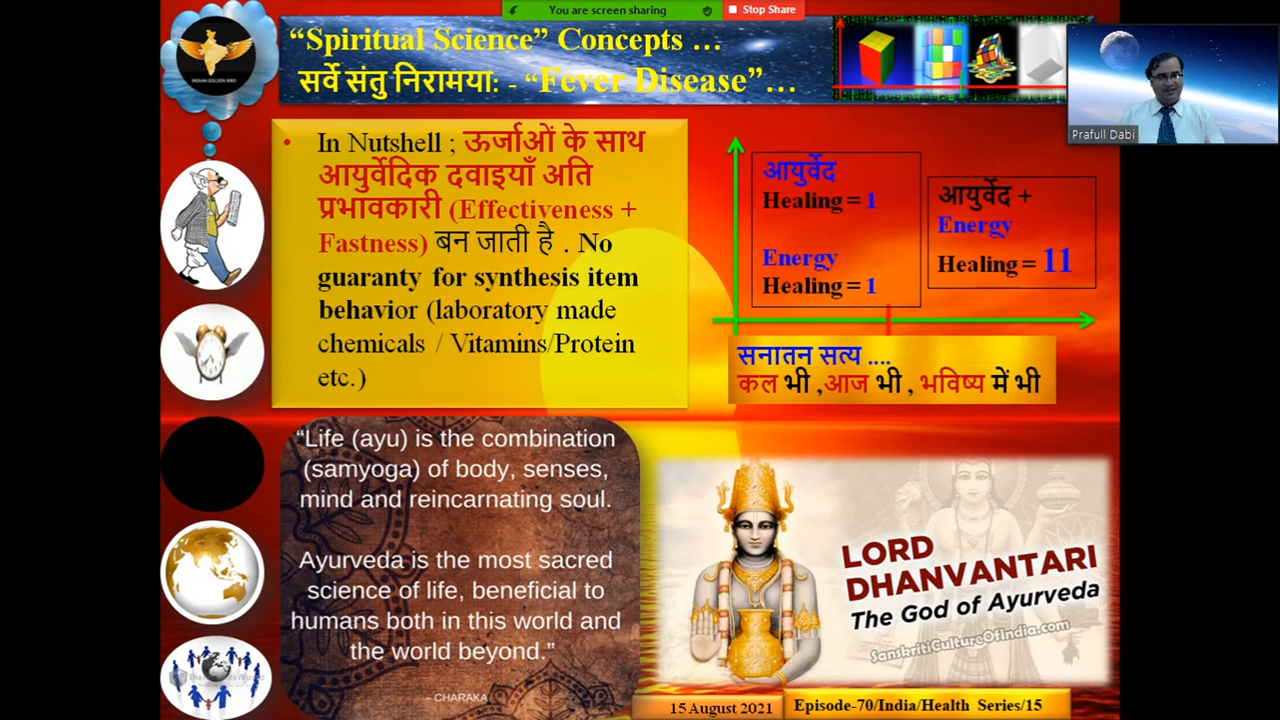 You are screen sharing
Stop Share
“Spiritual Science” Concepts …
सर्वे संतु निरामया: - “Fever Disease”…
INDIAN GOLDEN BIRD
Prafull Dabi
• In Nutshell ; ऊर्जाओं के साथ
आयुर्वेदिक दवाइयाँ अति
प्रभावकारी (Effectiveness +
Fastness) बन जाती है . No
guaranty for synthesis item
behavior (laboratory made
chemicals / Vitamins/Protein
etc.)
आयुर्वेद
Healing = 1
Energy
Healing = 1
आयुर्वेद +
Energy
Healing = 11
सनातन सत्य ....
कल भी ,आज भी , भविष्य में भी
“Life (ayu) is the combination
(samyoga) of body, senses,
mind and reincarnating soul.
Ayurveda is the most sacred
science of life, beneficial to
humans both in this world and
the world beyond.”
– CHARAKA
LORD
DHANVANTARI
The God of Ayurveda
SanskritiCultureOfIndia.com
15 August 2021
Episode-70/India/Health Series/15